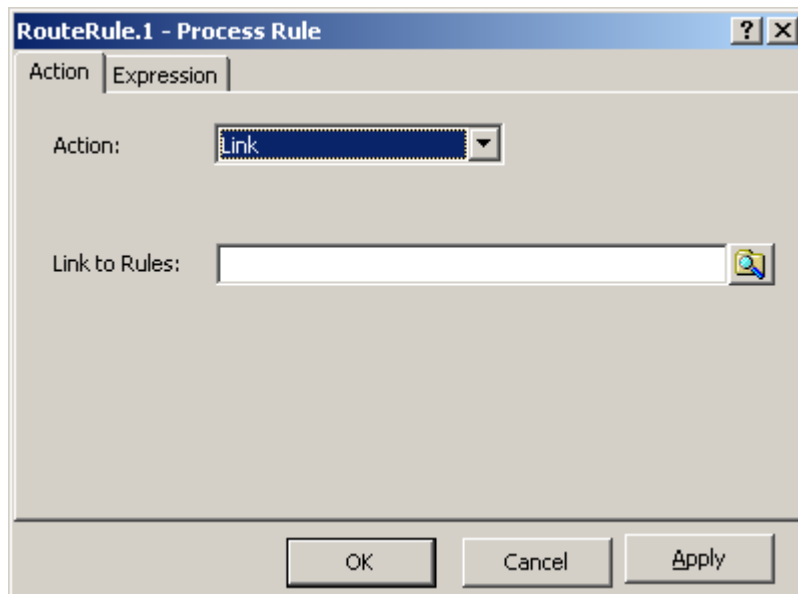 RouteRule.1 - Process Rule
Action Expression
Action: Link
Link to Rules:
OK Cancel Apply